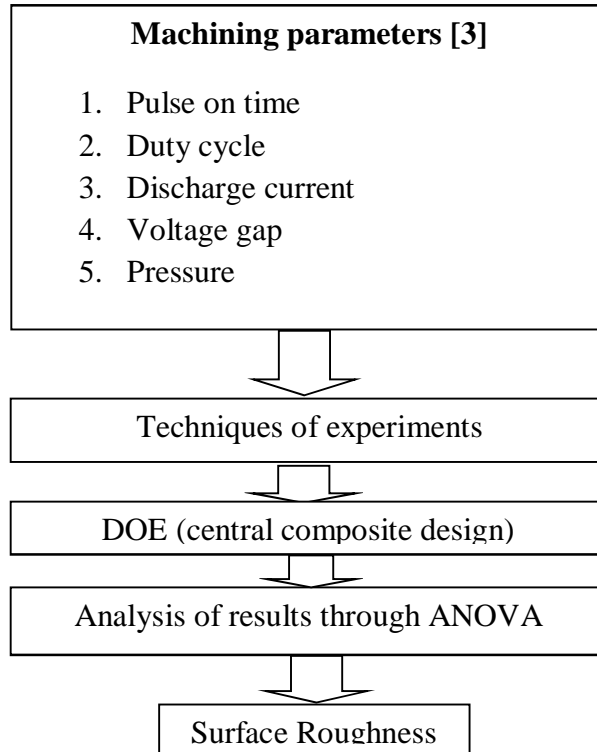 Machining parameters [3]
1. Pulse on time
2. Duty cycle
3. Discharge current
4. Voltage gap
5. Pressure
Techniques of experiments
DOE (central composite design)
Analysis of results through ANOVA
Surface Roughness